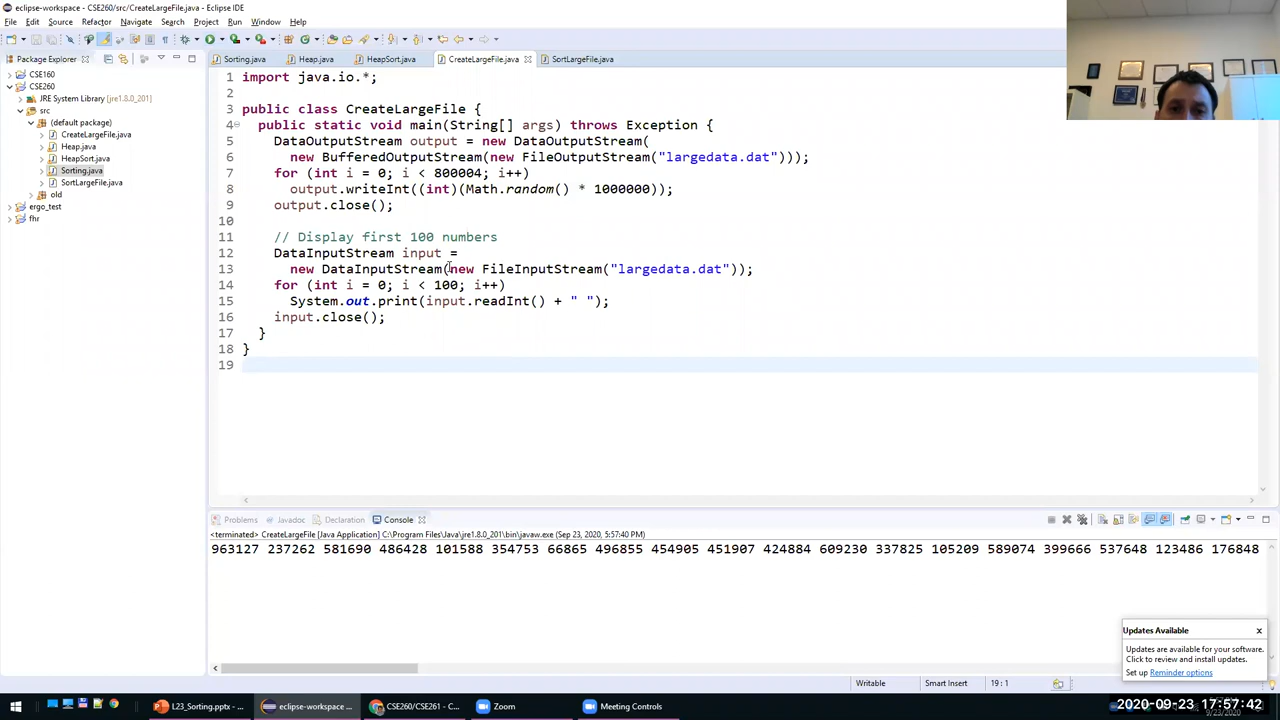 eclipse-workspace - CSE260/src/CreateLargeFile.java - Eclipse IDE
File Edit Source Refactor Navigate Search Project Run Window Help
Package Explorer
CSE160
CSE260
JRE System Library [jre1.8.0_201]
src
(default package)
CreateLargeFile.java
Heap.java
HeapSort.java
Sorting.java
SortLargeFile.java
old
ergo_test
fhr
Sorting.java Heap.java HeapSort.java CreateLargeFile.java SortLargeFile.java
1 import java.io.*;
2
3 public class CreateLargeFile {
4 public static void main(String[] args) throws Exception {
5 DataOutputStream output = new DataOutputStream(
6 new BufferedOutputStream(new FileOutputStream("largedata.dat")));
7 for (int i = 0; i < 800004; i++)
8 output.writeInt((int)(Math.random() * 1000000));
9 output.close();
10
11 // Display first 100 numbers
12 DataInputStream input =
13 new DataInputStream(new FileInputStream("largedata.dat"));
14 for (int i = 0; i < 100; i++)
15 System.out.print(input.readInt() + " ");
16 input.close();
17 }
18 }
19
Problems Javadoc Declaration Console
<terminated> CreateLargeFile [Java Application] C:\Program Files\Java\jre1.8.0_201\bin\javaw.exe (Sep 23, 2020, 5:57:40 PM)
963127 237262 581690 486428 101588 354753 66865 496855 454905 451907 424884 609230 337825 105209 589074 399666 537648 123486 176848
Updates Available
Updates are available for your software.
Click to review and install updates.
Set up Reminder options
Writable Smart Insert 19 : 1
L23_Sorting.pptx - ... eclipse-workspace ... CSE260/CSE261 - C... Zoom Meeting Controls
2020-09-23 17:57:42